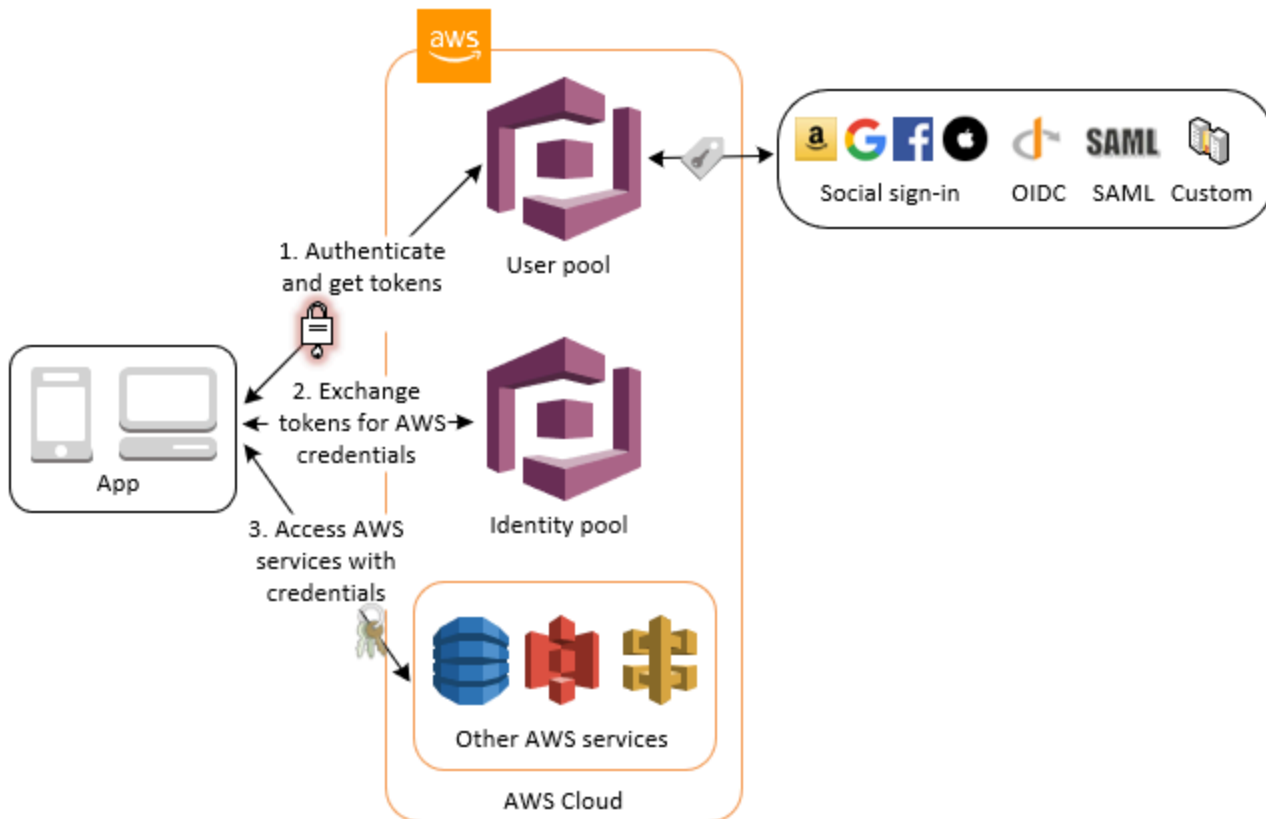 aws
a
G
f
SAML
Social sign-in
OIDC
SAML
Custom
User pool
1. Authenticate
and get tokens
2. Exchange
tokens for AWS
credentials
App
Identity pool
3. Access AWS
services with
credentials
Other AWS services
AWS Cloud